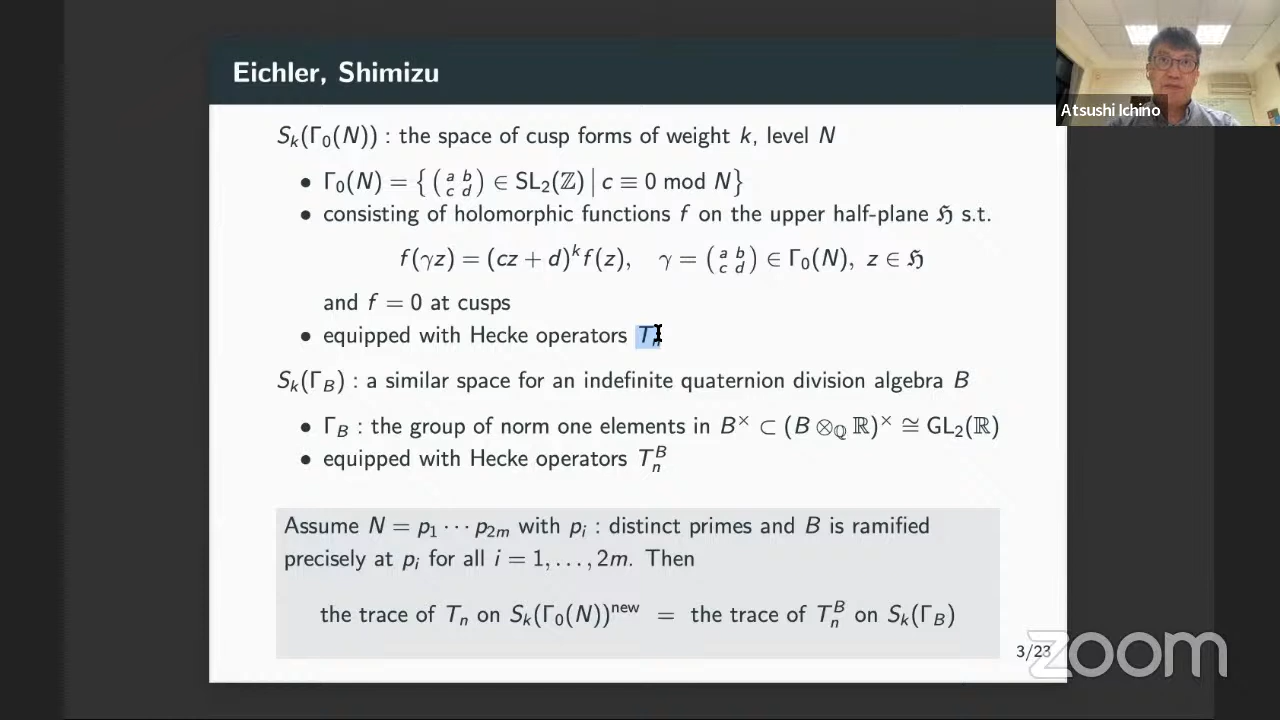 Eichler, Shimizu
Atsushi Ichino
S_k(Γ_0(N)) : the space of cusp forms of weight k, level N
• Γ_0(N) = { ( a b ; c d ) ∈ SL_2(ℤ) | c ≡ 0 mod N }
• consisting of holomorphic functions f on the upper half-plane ℌ s.t.
f(γz) = (cz + d)^k f(z), γ = ( a b ; c d ) ∈ Γ_0(N), z ∈ ℌ
and f = 0 at cusps
• equipped with Hecke operators T_n
S_k(Γ_B) : a similar space for an indefinite quaternion division algebra B
• Γ_B : the group of norm one elements in B^× ⊂ (B ⊗_ℚ ℝ)^× ≅ GL_2(ℝ)
• equipped with Hecke operators T_n^B
Assume N = p_1 ⋯ p_{2m} with p_i : distinct primes and B is ramified
precisely at p_i for all i = 1, . . . , 2m. Then
the trace of T_n on S_k(Γ_0(N))^new = the trace of T_n^B on S_k(Γ_B)
3/23
zoom